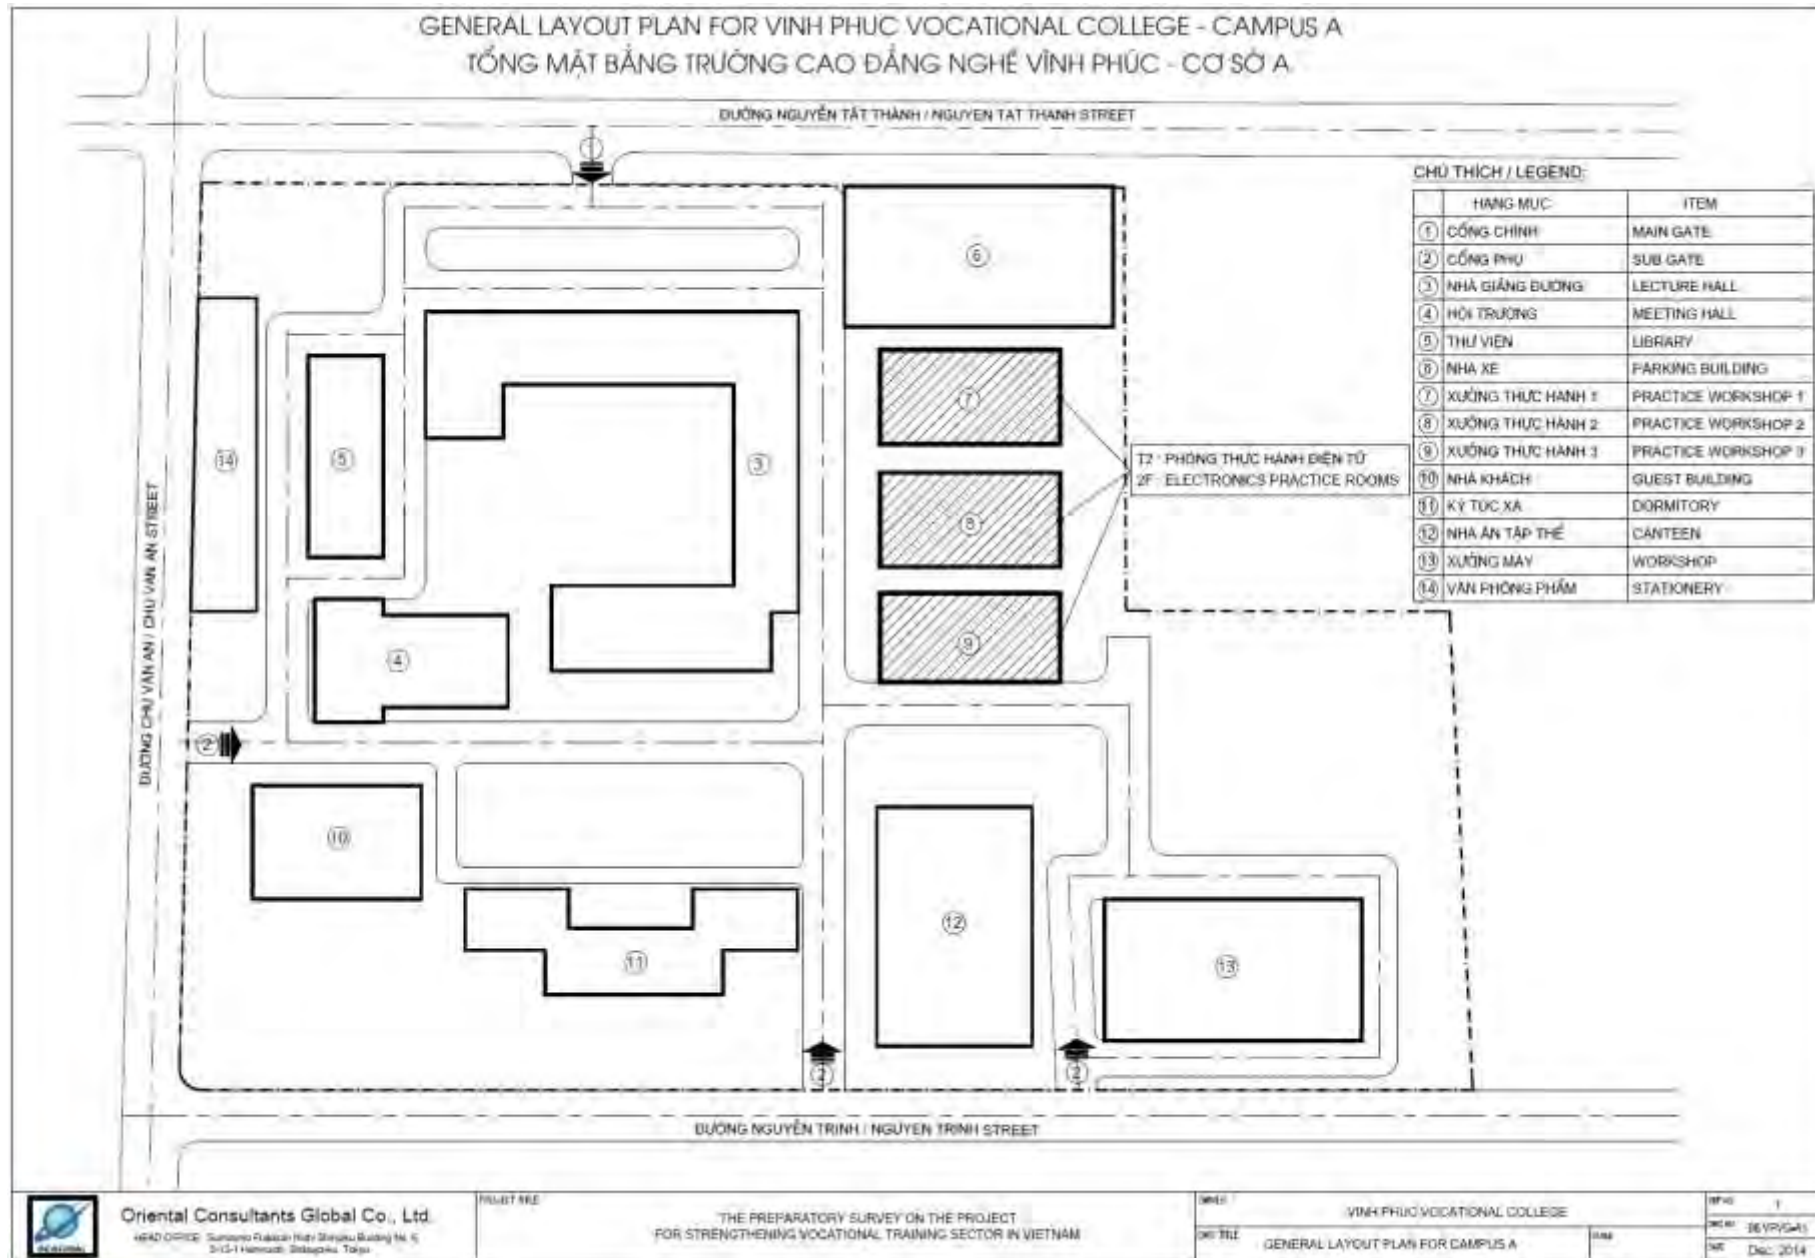 GENERAL LAYOUT PLAN FOR VINH PHUC VOCATIONAL COLLEGE - CAMPUS A
TỔNG MẶT BẰNG TRƯỜNG CAO ĐẲNG NGHỀ VĨNH PHÚC - CƠ SỞ A
ĐƯỜNG NGUYỄN TẤT THÀNH / NGUYEN TAT THANH STREET
1
CHÚ THÍCH / LEGEND:
HẠNG MỤC ITEM
1 CỔNG CHÍNH MAIN GATE
2 CỔNG PHỤ SUB GATE
3 NHÀ GIẢNG ĐƯỜNG LECTURE HALL
4 HỘI TRƯỜNG MEETING HALL
5 THƯ VIỆN LIBRARY
6 NHÀ XE PARKING BUILDING
7 XƯỞNG THỰC HÀNH 1 PRACTICE WORKSHOP 1
8 XƯỞNG THỰC HÀNH 2 PRACTICE WORKSHOP 2
9 XƯỞNG THỰC HÀNH 3 PRACTICE WORKSHOP 3
10 NHÀ KHÁCH GUEST BUILDING
11 KÝ TÚC XÁ DORMITORY
12 NHÀ ĂN TẬP THỂ CANTEEN
13 XƯỞNG MAY WORKSHOP
14 VĂN PHÒNG PHẨM STATIONERY
6
7
3
14
5
T2 : PHÒNG THỰC HÀNH ĐIỆN TỬ
2F : ELECTRONICS PRACTICE ROOMS
8
9
4
ĐƯỜNG CHU VĂN AN / CHU VAN AN STREET
2
10
12
11
13
2
2
ĐƯỜNG NGUYỄN TRINH / NGUYEN TRINH STREET
Oriental Consultants Global Co., Ltd.
HEAD OFFICE:
PROJECT TITLE
THE PREPARATORY SURVEY ON THE PROJECT
FOR STRENGTHENING VOCATIONAL TRAINING SECTOR IN VIETNAM
VINH PHUC VOCATIONAL COLLEGE
GENERAL LAYOUT PLAN FOR CAMPUS A
1
Dec. 2014